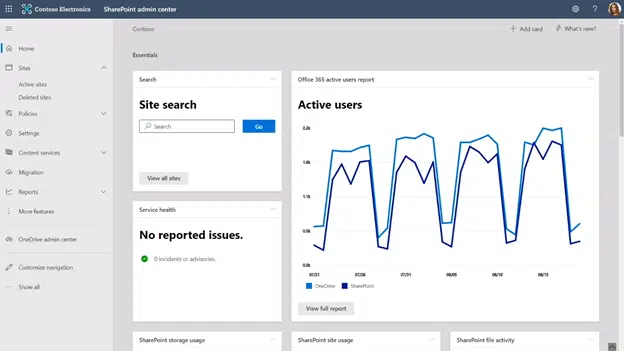 Contoso Electronics
SharePoint admin center
Home
Sites
Active sites
Deleted sites
Policies
Settings
Content services
Migration
Reports
More features
OneDrive admin center
Customize navigation
Show all
Contoso
Add card
What's new?
Essentials
Search
Site search
Search
Go
View all sites
Service health
No reported issues.
0 incidents or advisories.
Office 365 active users report
Active users
2.2k
1.6k
1.1k
0.5k
0.0k
07/21
07/26
07/01
08/05
08/10
08/15
OneDrive
SharePoint
View full report
SharePoint storage usage
SharePoint site usage
SharePoint file activity